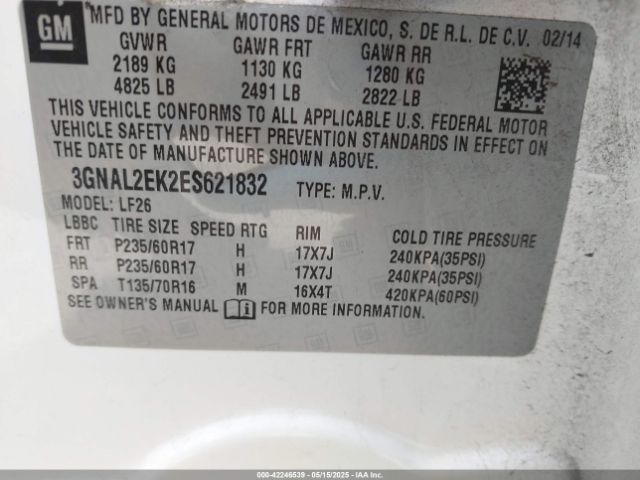 GM
MFD BY GENERAL MOTORS DE MEXICO, S. DE R.L. DE C.V. 02/14
GVWR GAWR FRT GAWR RR
2189 KG 1130 KG 1280 KG
4825 LB 2491 LB 2822 LB
THIS VEHICLE CONFORMS TO ALL APPLICABLE U.S. FEDERAL MOTOR
VEHICLE SAFETY AND THEFT PREVENTION STANDARDS IN EFFECT ON
THE DATE OF MANUFACTURE SHOWN ABOVE.
3GNAL2EK2ES621832 TYPE: M.P.V.
MODEL: LF26
LBBC TIRE SIZE SPEED RTG RIM COLD TIRE PRESSURE
FRT P235/60R17 H 17X7J 240KPA(35PSI)
RR P235/60R17 H 17X7J 240KPA(35PSI)
SPA T135/70R16 M 16X4T 420KPA(60PSI)
SEE OWNER'S MANUAL FOR MORE INFORMATION.
000-42246539 - 05/15/2025 - IAAI.COM